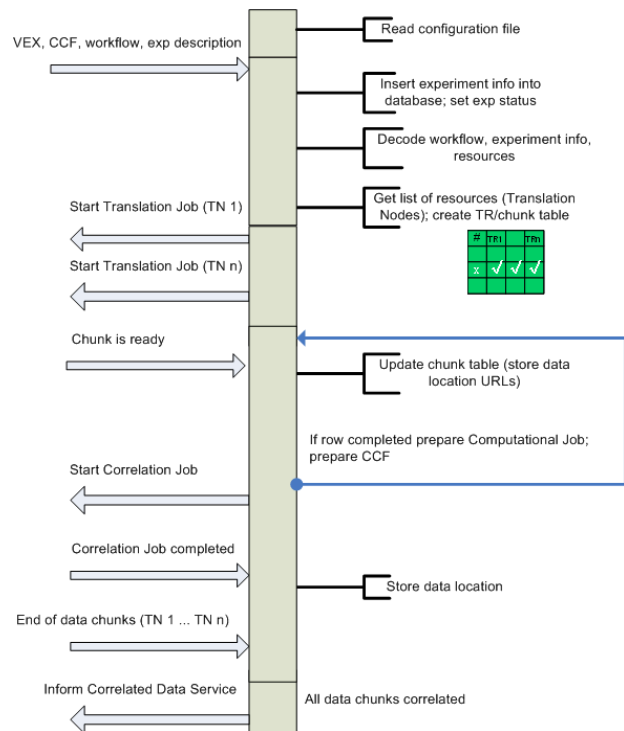 Read configuration file
VEX, CCF, workflow, exp description
Insert experiment info into
database; set exp status
Decode workflow, experiment info,
resources
Get list of resources (Translation
Nodes); create TR/chunk table
Start Translation Job (TN 1)
# TR1 TRn
x √ √ √
Start Translation Job (TN n)
Chunk is ready
Update chunk table (store data
location URLs)
If row completed prepare Computational Job;
prepare CCF
Start Correlation Job
Correlation Job completed
Store data location
End of data chunks (TN 1 ... TN n)
Inform Correlated Data Service
All data chunks correlated